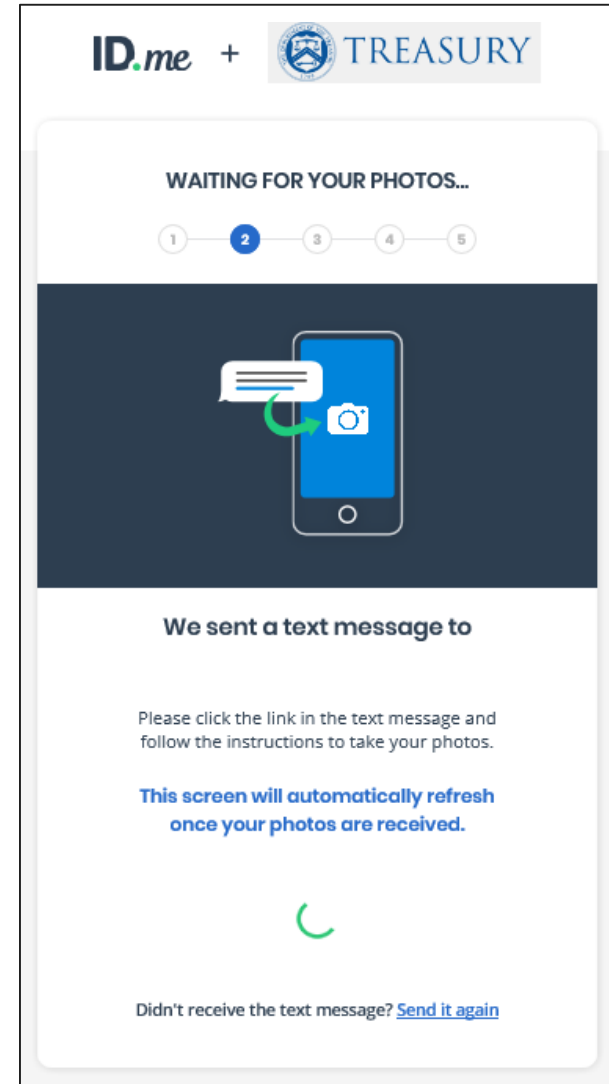 ID.me + TREASURY
WAITING FOR YOUR PHOTOS...
1 2 3 4 5
We sent a text message to
Please click the link in the text message and
follow the instructions to take your photos.
This screen will automatically refresh
once your photos are received.
Didn't receive the text message? Send it again